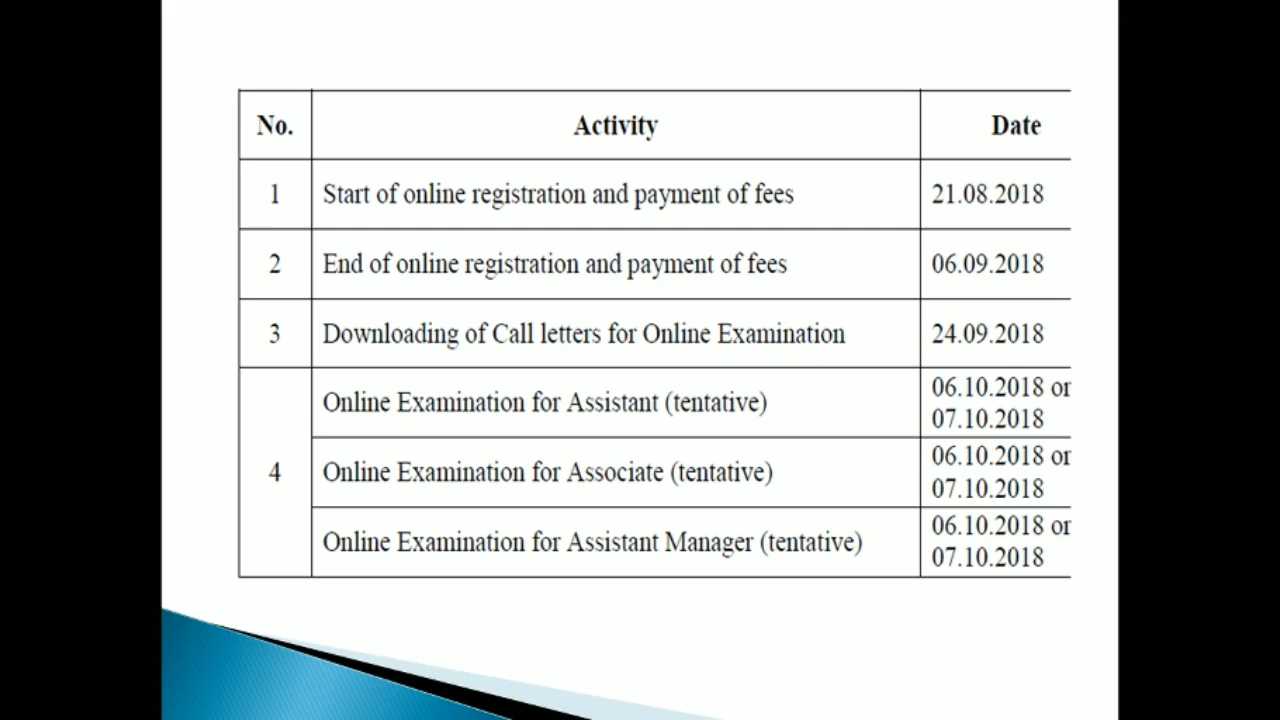 No. Activity Date
1 Start of online registration and payment of fees 21.08.2018
2 End of online registration and payment of fees 06.09.2018
3 Downloading of Call letters for Online Examination 24.09.2018
4
Online Examination for Assistant (tentative) 06.10.2018 or
07.10.2018
Online Examination for Associate (tentative) 06.10.2018 or
07.10.2018
Online Examination for Assistant Manager (tentative) 06.10.2018 or
07.10.2018